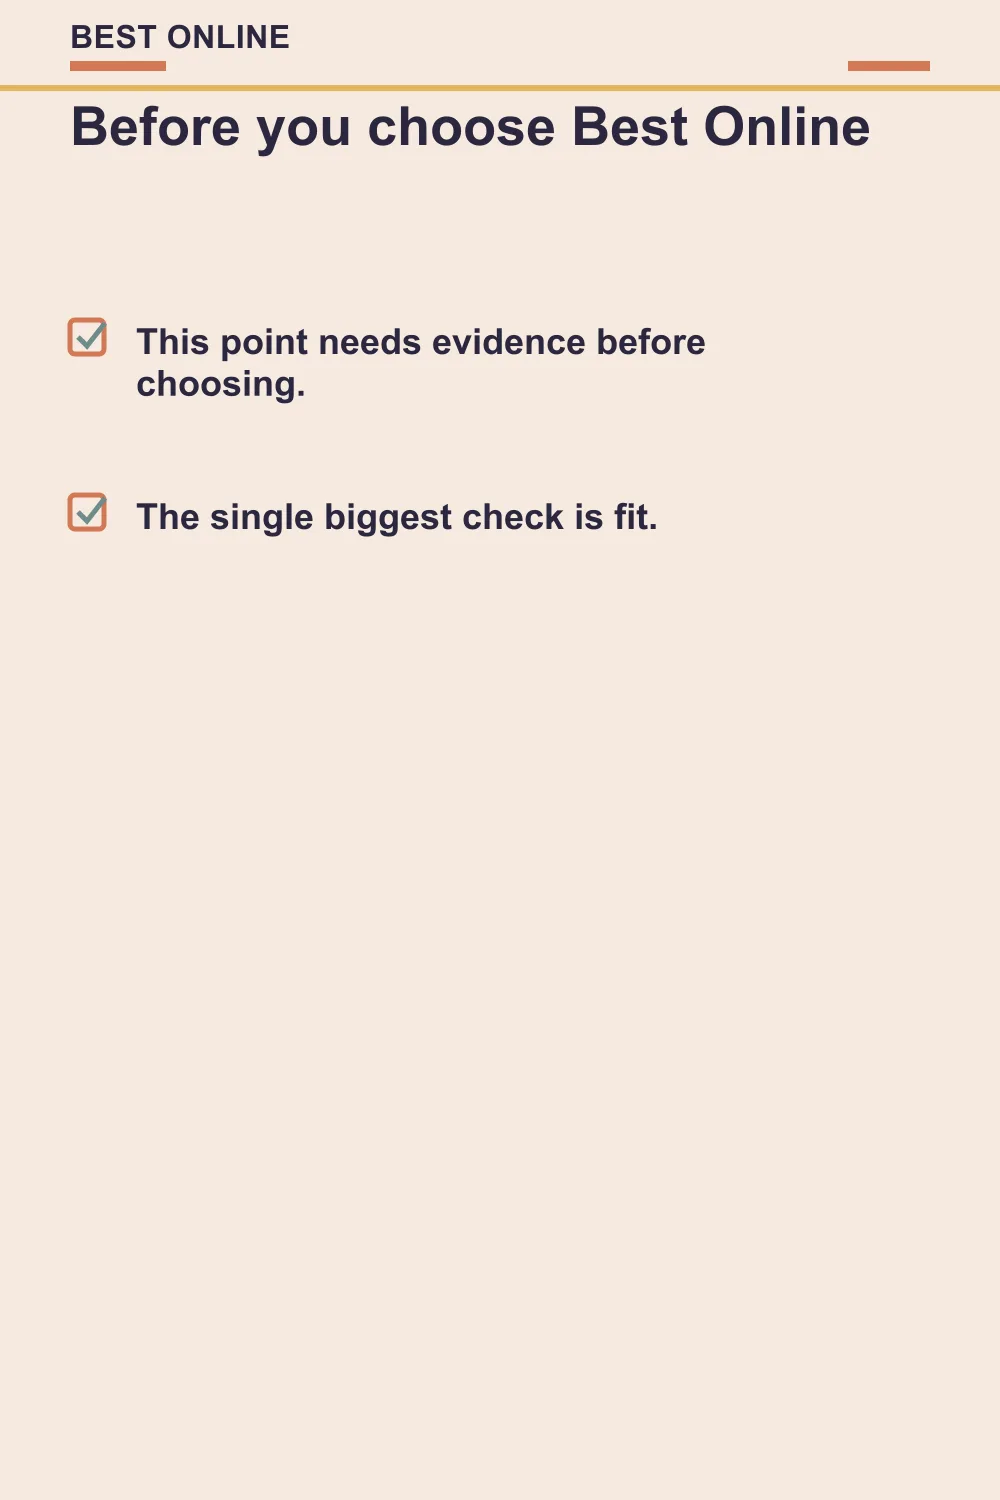 BEST ONLINE
Before you choose Best Online
This point needs evidence before
choosing.
The single biggest check is fit.